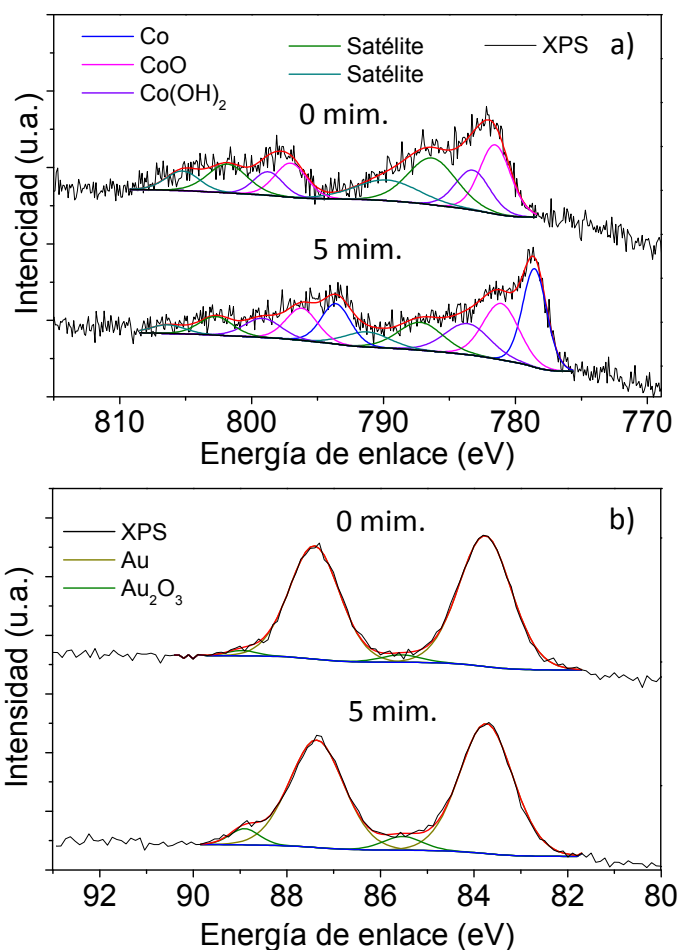 Co
CoO
Co(OH)2
Satélite
Satélite
XPS
a)
0 mim.
5 mim.
Intencidad (u.a.)
810 800 790 780 770
Energía de enlace (eV)
XPS
Au
Au2O3
b)
0 mim.
5 mim.
Intensidad (u.a.)
92 90 88 86 84 82 80
Energía de enlace (eV)